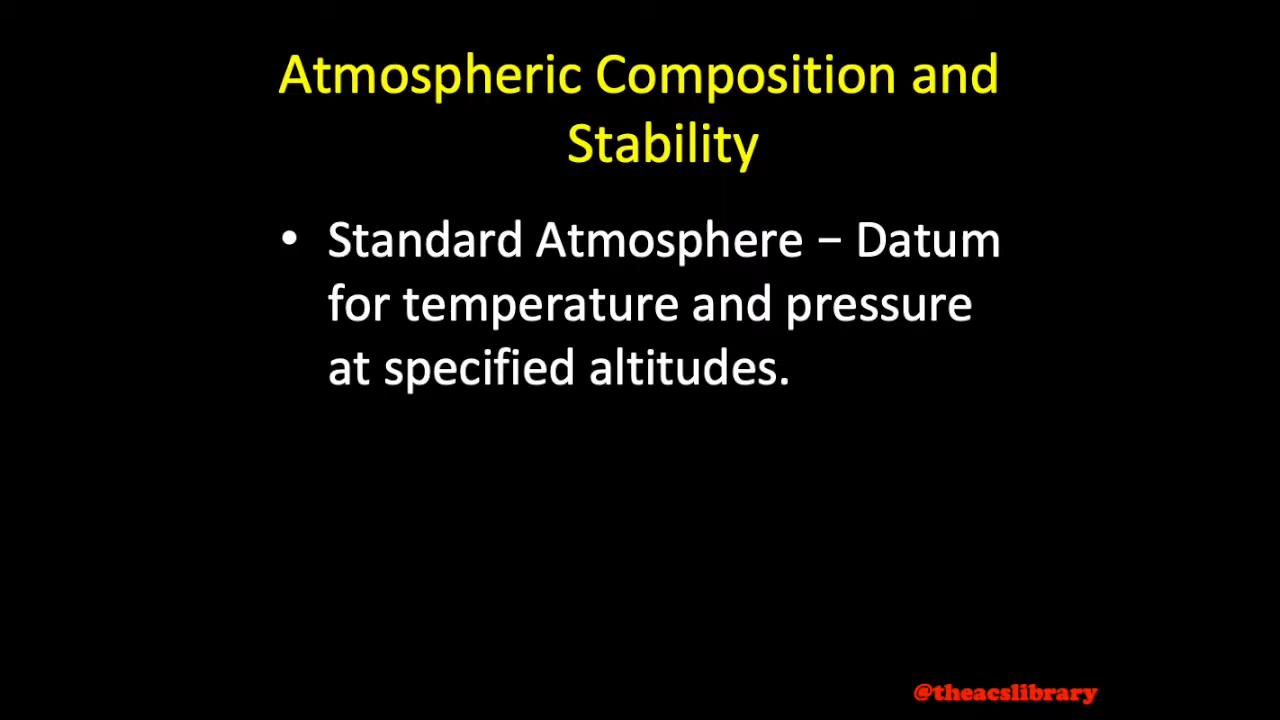 Atmospheric Composition and
Stability
• Standard Atmosphere – Datum
for temperature and pressure
at specified altitudes.
@theacslibrary